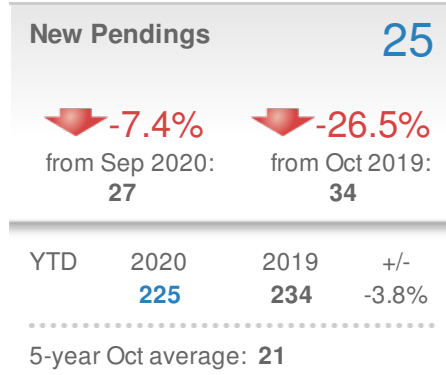 New Pendings 25
-7.4% -26.5%
from Sep 2020: from Oct 2019:
27 34
YTD 2020 2019 +/-
225 234 -3.8%
5-year Oct average: 21